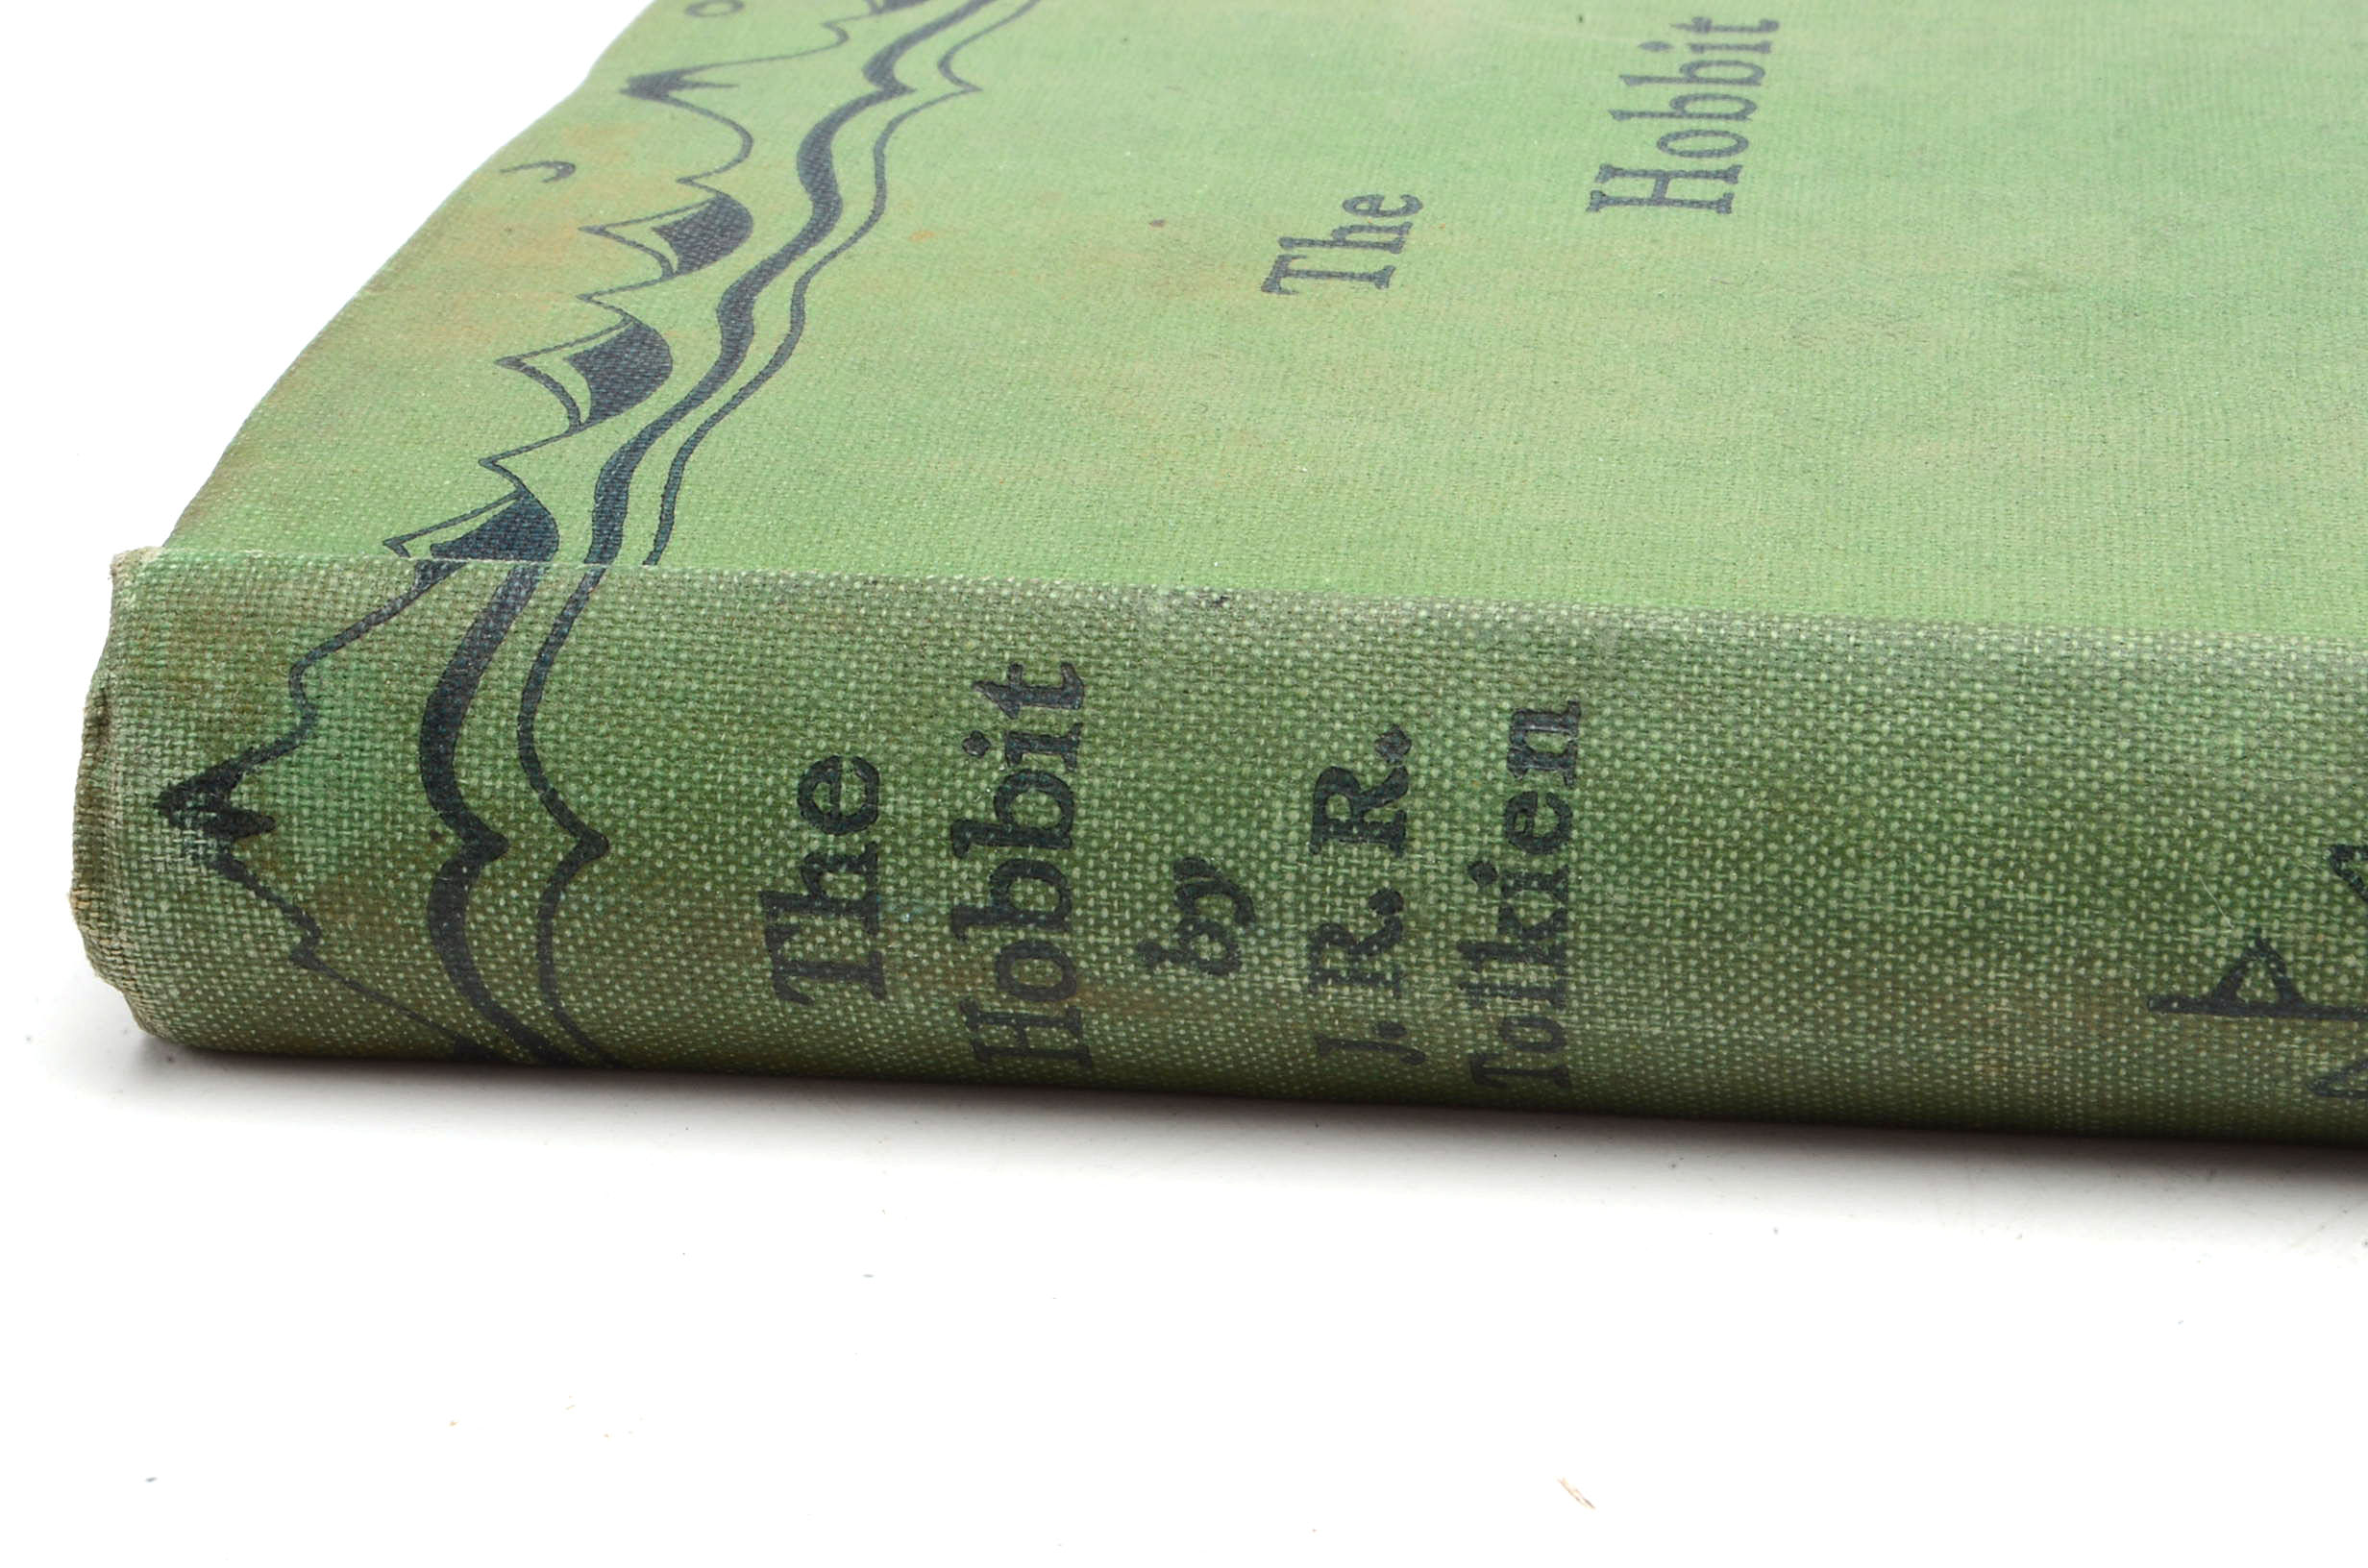 The
Hobbit
The
Hobbit
by
J. R. R.
Tolkien